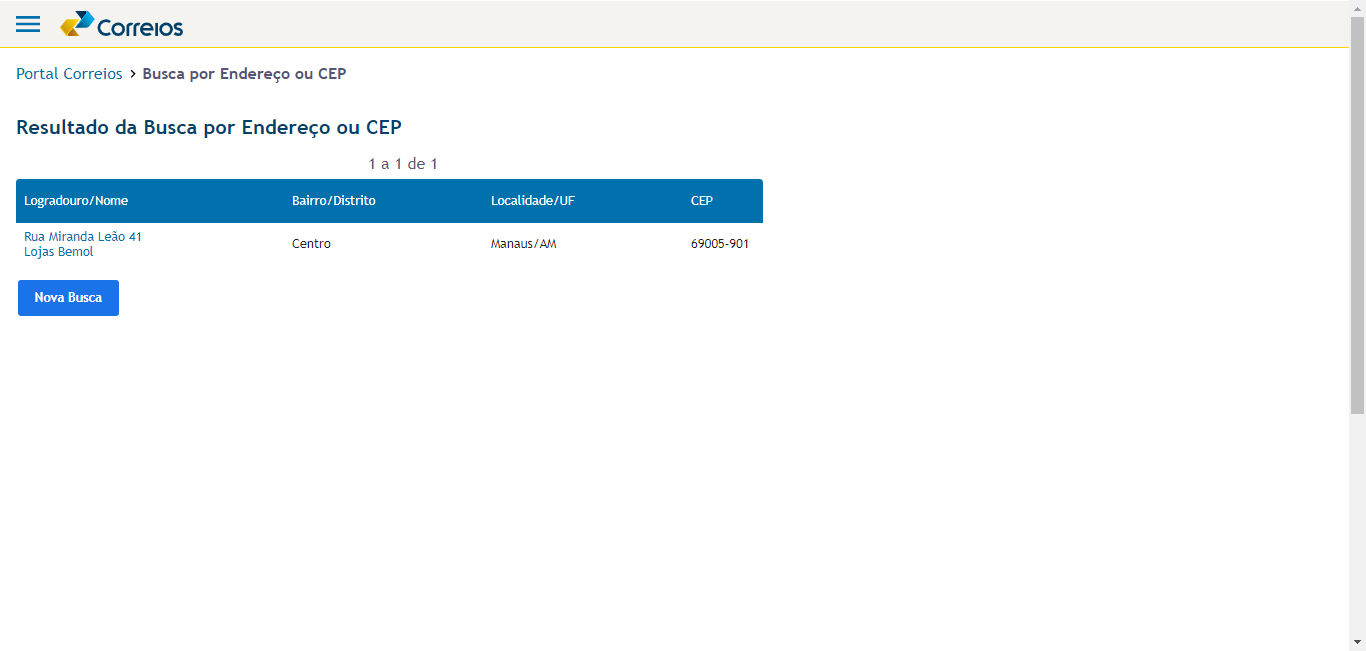 Correios
Portal Correios > Busca por Endereço ou CEP
Resultado da Busca por Endereço ou CEP
1 a 1 de 1
Logradouro/Nome Bairro/Distrito Localidade/UF CEP
Rua Miranda Leão 41
Lojas Bemol
Centro Manaus/AM 69005-901
Nova Busca